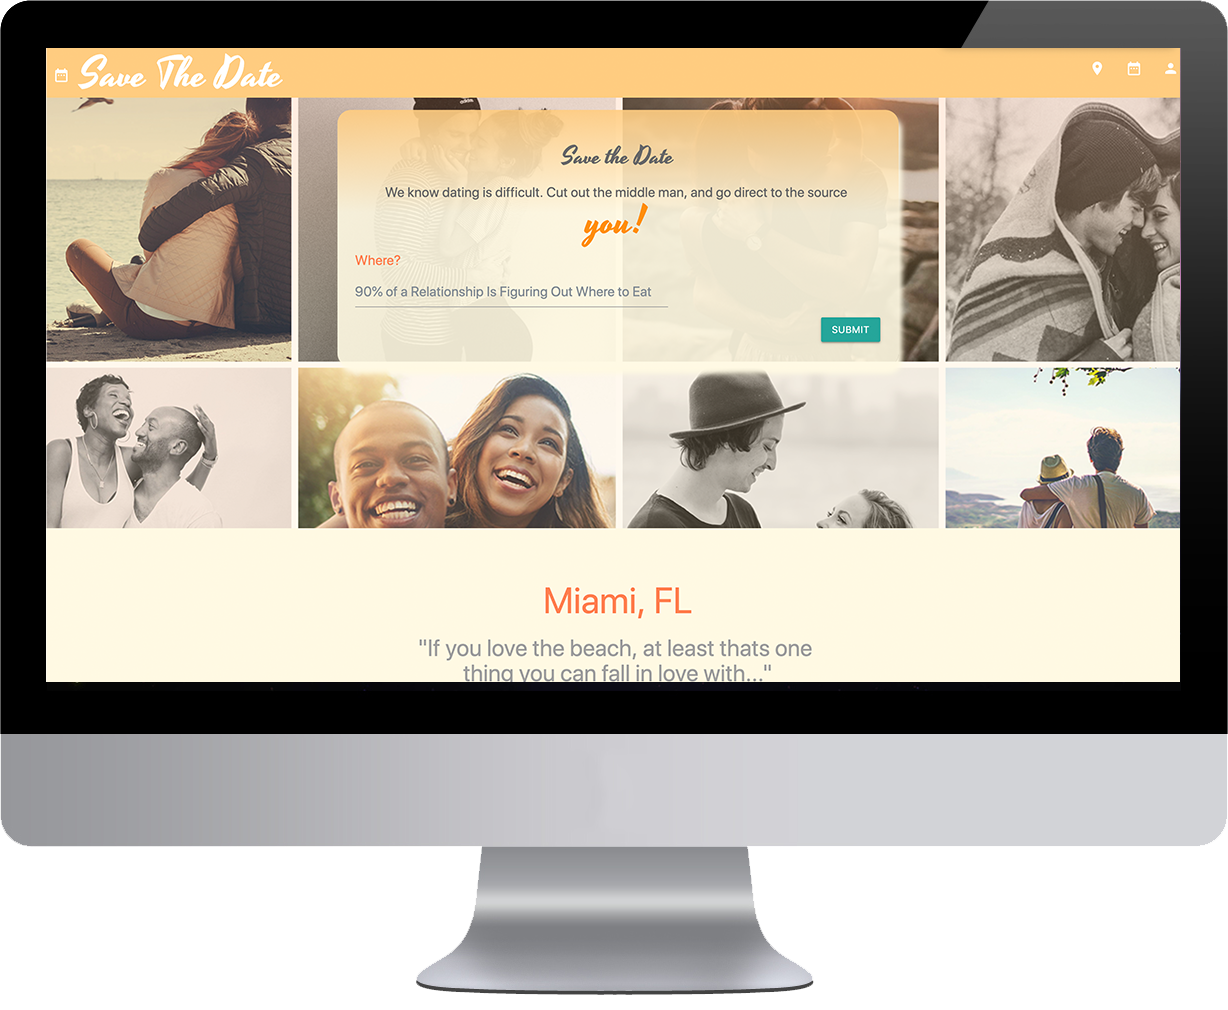 Save The Date
adidas
Save the Date
We know dating is difficult. Cut out the middle man, and go direct to the source
you!
Where?
90% of a Relationship Is Figuring Out Where to Eat
SUBMIT
Miami, FL
"If you love the beach, at least thats one
thing you can fall in love with..."